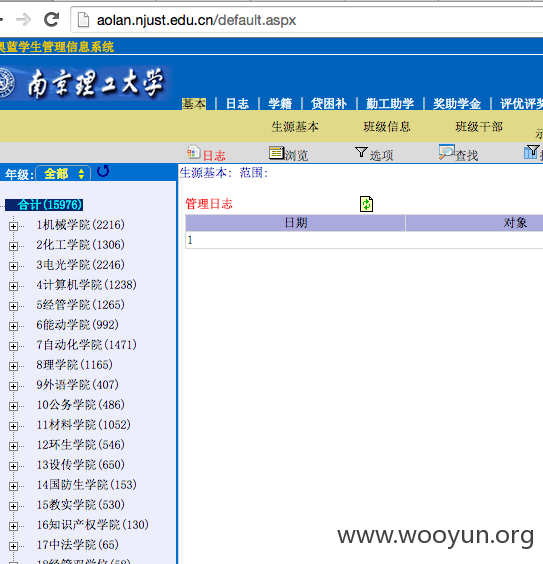 aolan.njust.edu.cn/default.aspx
奥蓝学生管理信息系统
南京理工大学
基本 | 日志 | 学籍 | 贷困补 | 勤工助学 | 奖助学金 | 评优评奖
生源基本 班级信息 班级干部
日志 浏览 选项 查找
年级: 全部
生源基本: 范围:
合计(15976)
管理日志
日期 对象
1
1机械学院(2216)
2化工学院(1306)
3电光学院(2246)
4计算机学院(1238)
5经管学院(1265)
6能动学院(992)
7自动化学院(1471)
8理学院(1165)
9外语学院(407)
10公务学院(486)
11材料学院(1052)
12环生学院(546)
13设传学院(650)
14国防生学院(153)
15教实学院(530)
16知识产权学院(130)
17中法学院(65)
18经管双学位(58)
www.wooyun.org